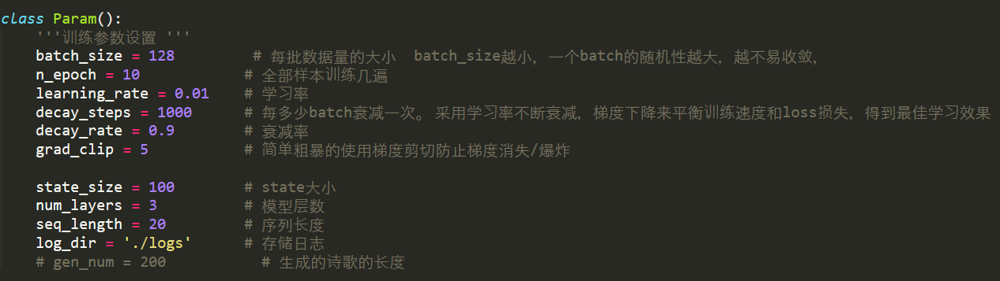 class Param():
'''训练参数设置 '''
batch_size = 128 # 每批数据量的大小 batch_size越小，一个batch的随机性越大，越不易收敛，
n_epoch = 10 # 全部样本训练几遍
learning_rate = 0.01 # 学习率
decay_steps = 1000 # 每多少batch衰减一次。 采用学习率不断衰减，梯度下降来平衡训练速度和loss损失，得到最佳学习效果
decay_rate = 0.9 # 衰减率
grad_clip = 5 # 简单粗暴的使用梯度剪切防止梯度消失/爆炸
state_size = 100 # state大小
num_layers = 3 # 模型层数
seq_length = 20 # 序列长度
log_dir = './logs' # 存储日志
# gen_num = 200 # 生成的诗歌的长度